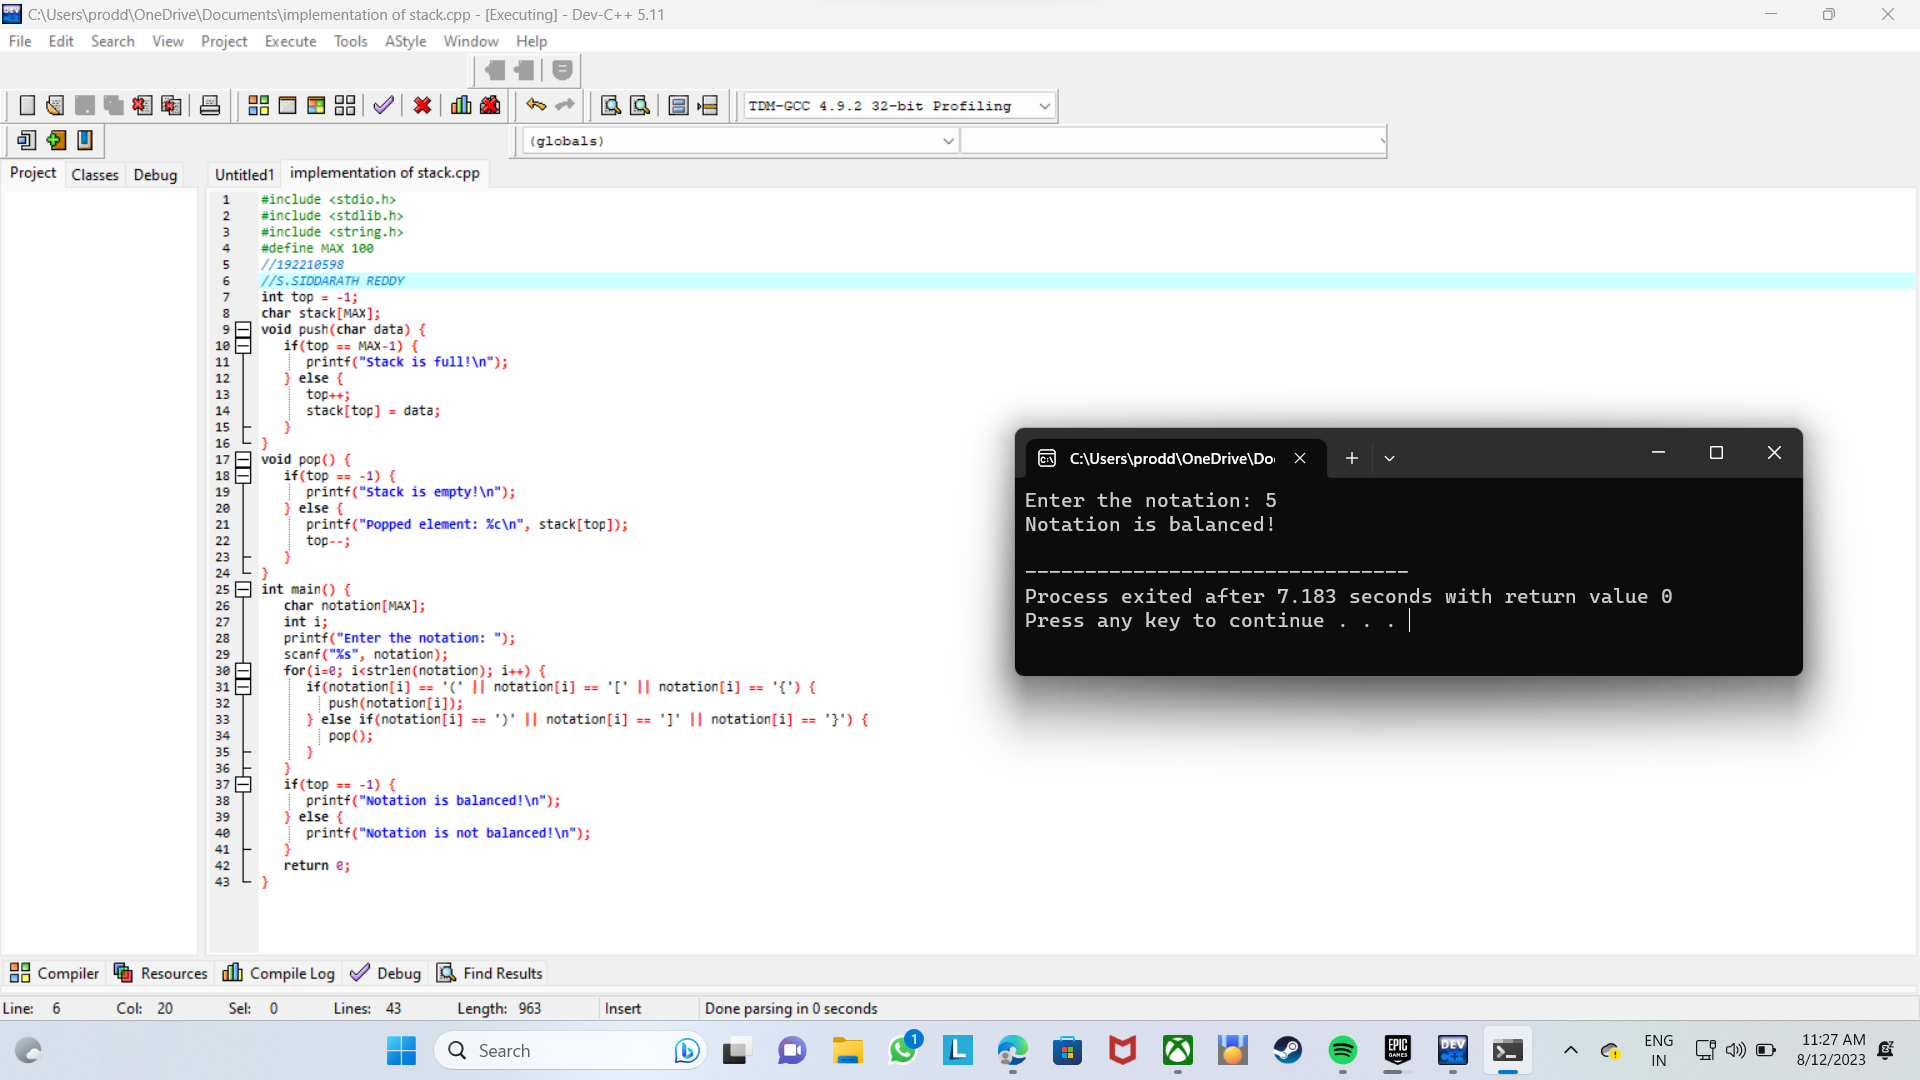 C:\Users\prodd\OneDrive\Documents\implementation of stack.cpp - [Executing] - Dev-C++ 5.11
File Edit Search View Project Execute Tools AStyle Window Help
TDM-GCC 4.9.2 32-bit Profiling
(globals)
Project Classes Debug Untitled1 implementation of stack.cpp
1 #include <stdio.h>
2 #include <stdlib.h>
3 #include <string.h>
4 #define MAX 100
5 //192210598
6 //S.SIDDARATH REDDY
7 int top = -1;
8 char stack[MAX];
9 void push(char data) {
10 if(top == MAX-1) {
11 printf("Stack is full!\n");
12 } else {
13 top++;
14 stack[top] = data;
15 }
16 }
17 void pop() {
18 if(top == -1) {
19 printf("Stack is empty!\n");
20 } else {
21 printf("Popped element: %c\n", stack[top]);
22 top--;
23 }
24 }
25 int main() {
26 char notation[MAX];
27 int i;
28 printf("Enter the notation: ");
29 scanf("%s", notation);
30 for(i=0; i<strlen(notation); i++) {
31 if(notation[i] == '(' || notation[i] == '[' || notation[i] == '{') {
32 push(notation[i]);
33 } else if(notation[i] == ')' || notation[i] == ']' || notation[i] == '}') {
34 pop();
35 }
36 }
37 if(top == -1) {
38 printf("Notation is balanced!\n");
39 } else {
40 printf("Notation is not balanced!\n");
41 }
42 return 0;
43 }
C:\Users\prodd\OneDrive\Do
Enter the notation: 5
Notation is balanced!
--------------------------------
Process exited after 7.183 seconds with return value 0
Press any key to continue . . .
Compiler Resources Compile Log Debug Find Results
Line: 6 Col: 20 Sel: 0 Lines: 43 Length: 963 Insert Done parsing in 0 seconds
Search
1
L
EPIC GAMES
DEV C++
ENG
IN
11:27 AM
8/12/2023